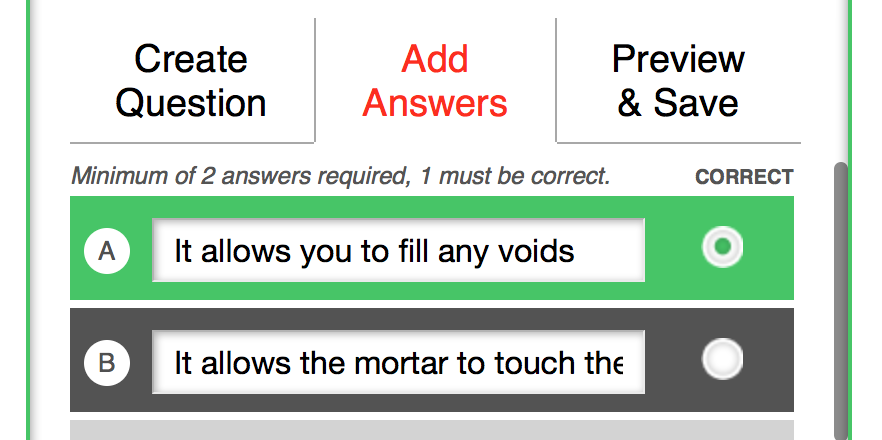 Create
Question
Add
Answers
Preview
& Save
Minimum of 2 answers required, 1 must be correct.
CORRECT
A
It allows you to fill any voids
B
It allows the mortar to touch the